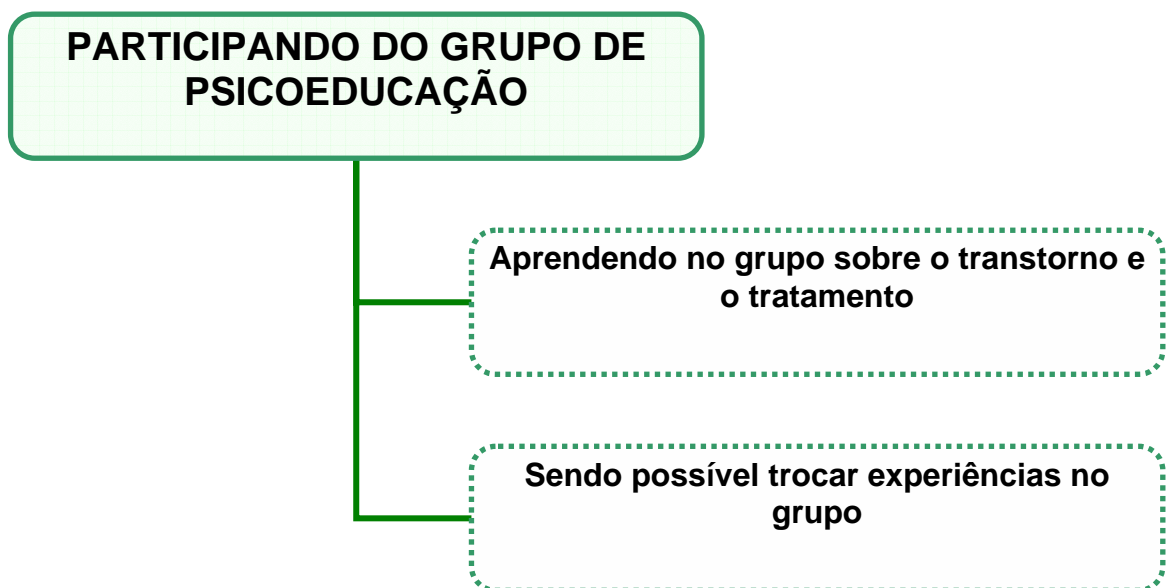 PARTICIPANDO DO GRUPO DE
PSICOEDUCAÇÃO
Aprendendo no grupo sobre o transtorno e
o tratamento
Sendo possível trocar experiências no
grupo